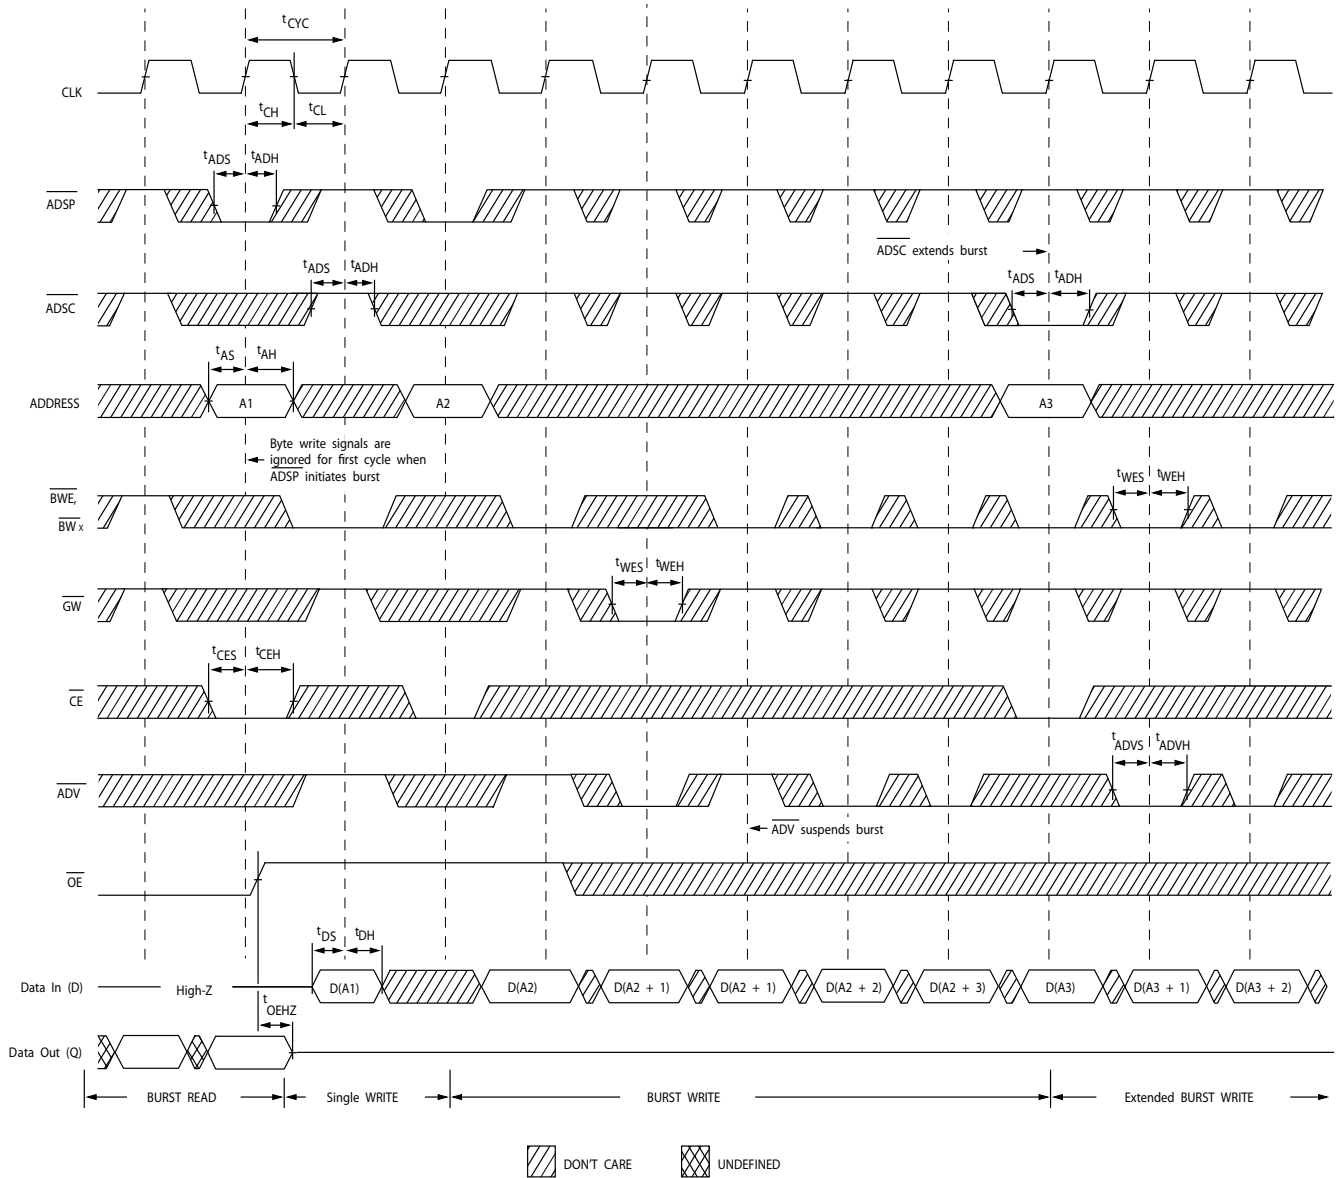 tCYC
CLK
tCH
tCL
tADS
tADH
ADSP
ADSC extends burst
tADS
tADH
tADS
tADH
ADSC
tAS
tAH
ADDRESS
A1
A2
A3
Byte write signals are
ignored for first cycle when
ADSP initiates burst
BWE,
BW X
tWES
tWEH
tWES
tWEH
GW
tCES
tCEH
CE
tADVS
tADVH
ADV
ADV suspends burst
OE
tDS
tDH
Data In (D)
High-Z
D(A1)
D(A2)
D(A2 + 1)
D(A2 + 1)
D(A2 + 2)
D(A2 + 3)
D(A3)
D(A3 + 1)
D(A3 + 2)
tOEHZ
Data Out (Q)
BURST READ
Single WRITE
BURST WRITE
Extended BURST WRITE
DON'T CARE
UNDEFINED